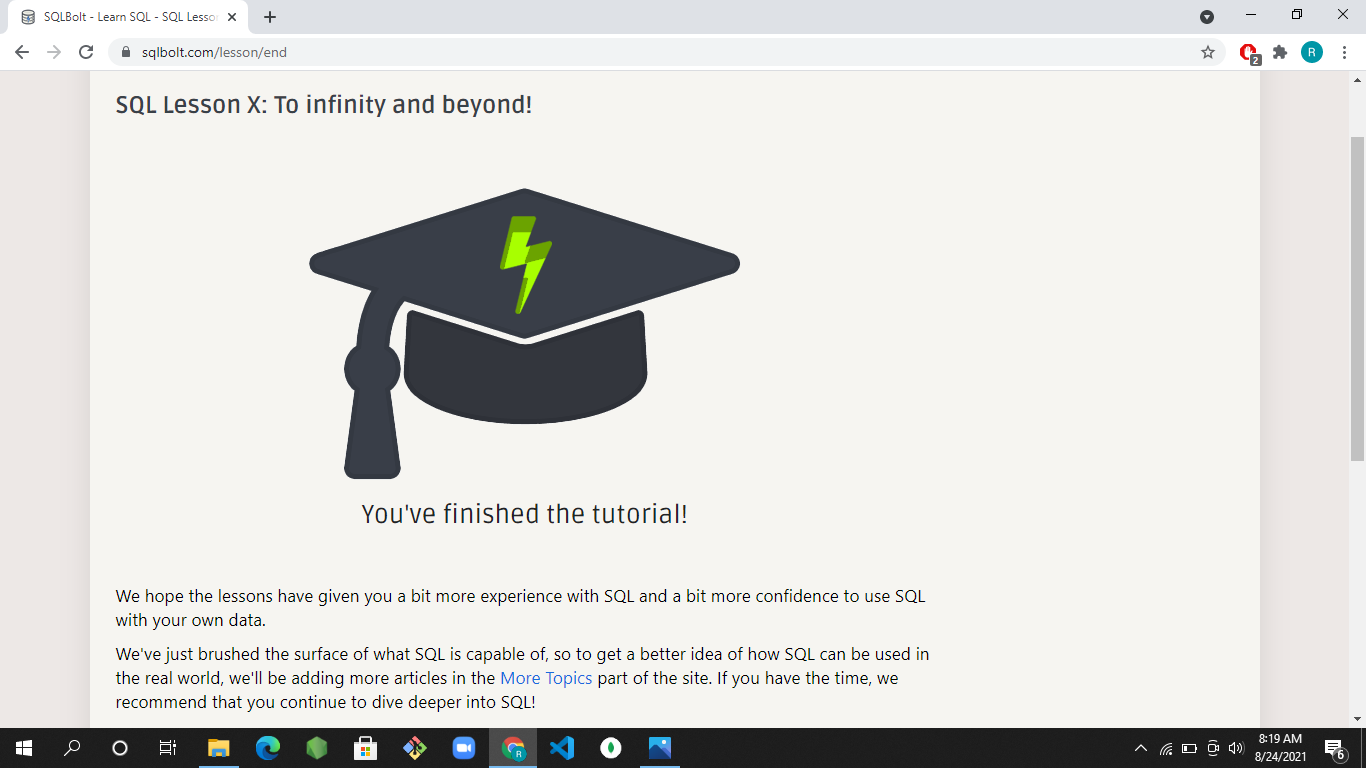 SQLBolt - Learn SQL - SQL Lesson
sqlbolt.com/lesson/end
2
R
SQL Lesson X: To infinity and beyond!
You've finished the tutorial!
We hope the lessons have given you a bit more experience with SQL and a bit more confidence to use SQL
with your own data.
We've just brushed the surface of what SQL is capable of, so to get a better idea of how SQL can be used in
the real world, we'll be adding more articles in the More Topics part of the site. If you have the time, we
recommend that you continue to dive deeper into SQL!
R
8:19 AM
8/24/2021
6